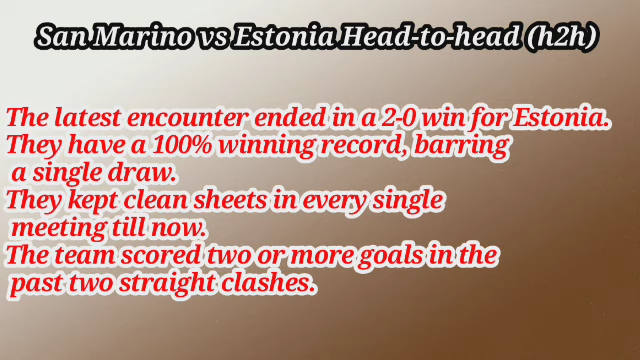 San Marino vs Estonia Head-to-head (h2h)
The latest encounter ended in a 2-0 win for Estonia.
They have a 100% winning record, barring
a single draw.
They kept clean sheets in every single
meeting till now.
The team scored two or more goals in the
past two straight clashes.